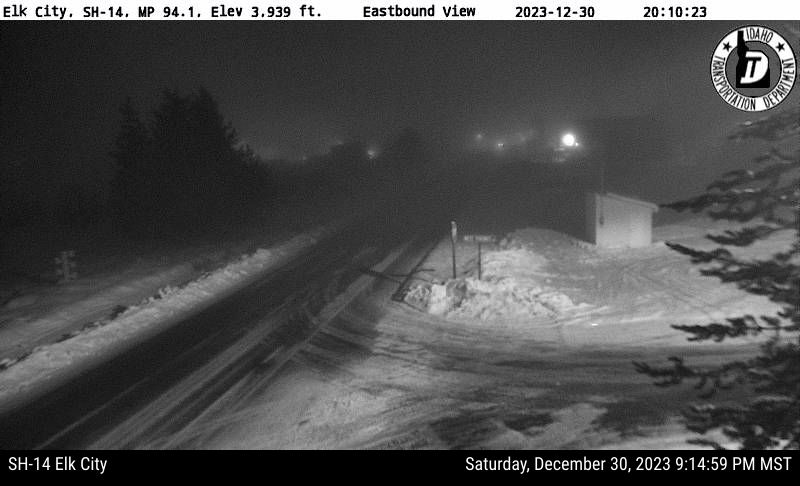 Elk City, SH-14, MP 94.1, Elev 3,939 ft. Eastbound View 2023-12-30 20:10:23
IDAHO
TRANSPORTATION DEPARTMENT
SH-14 Elk City
Saturday, December 30, 2023 9:14:59 PM MST